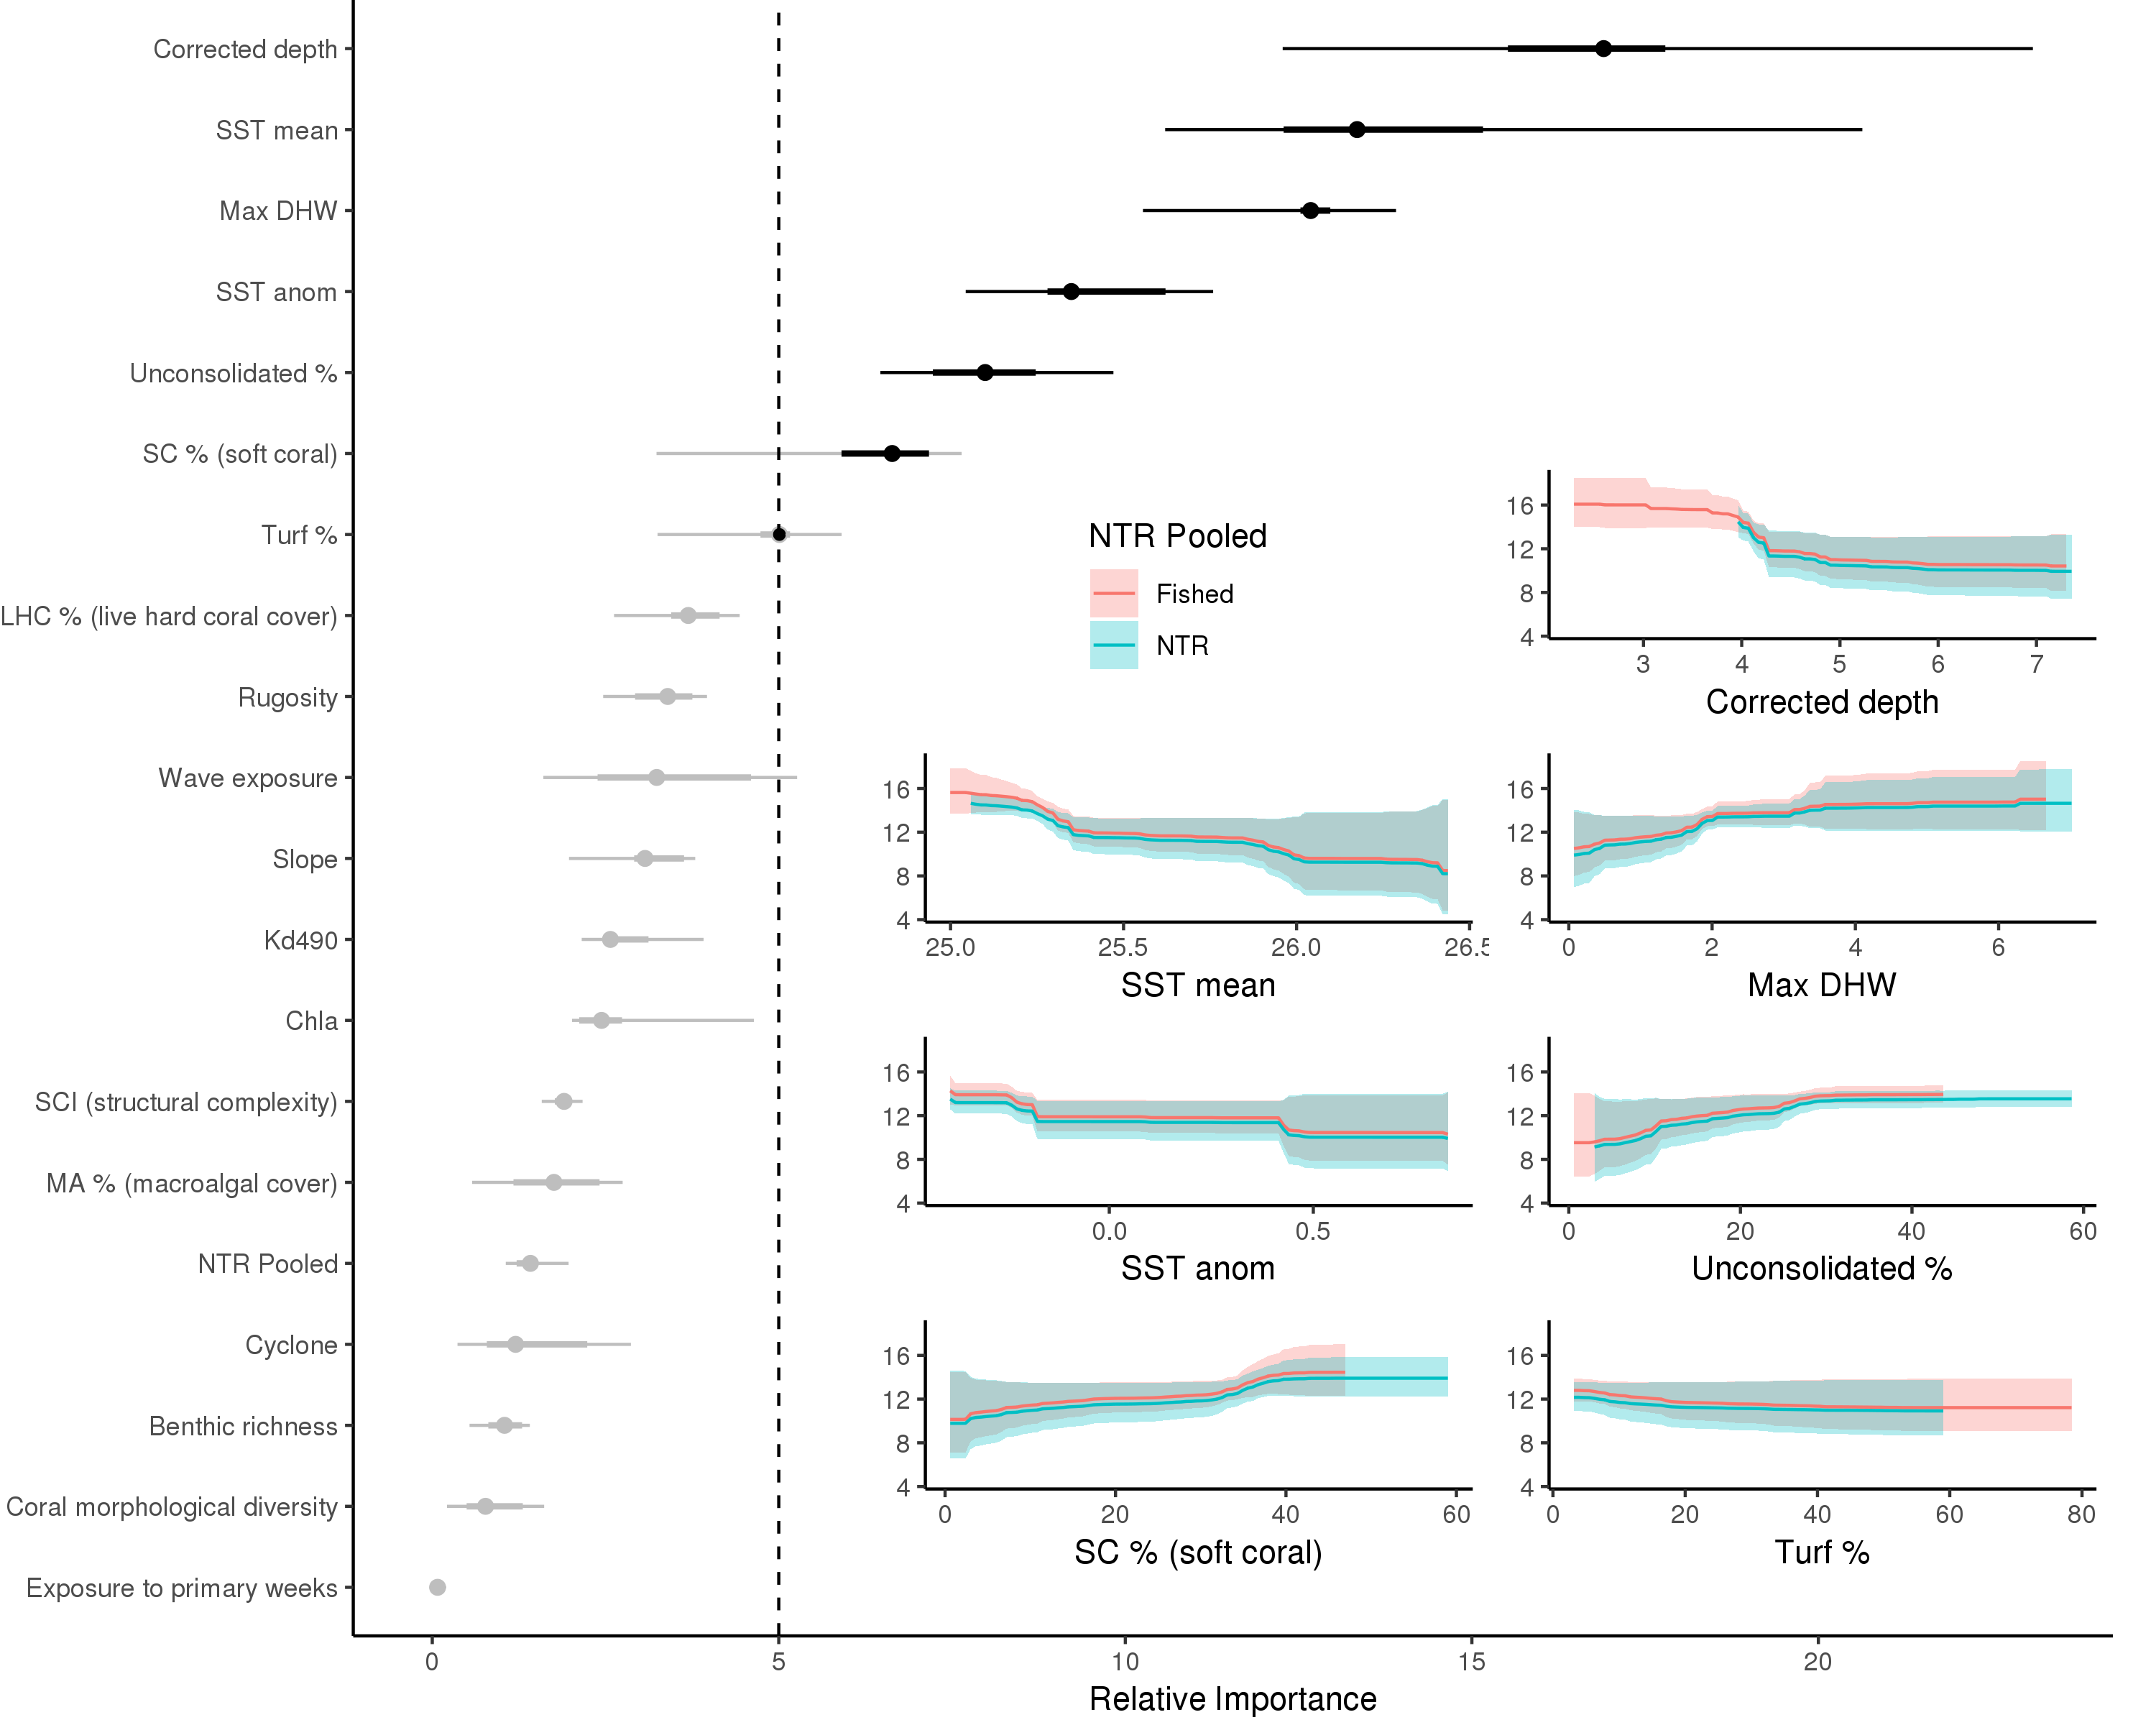 Corrected depth
SST mean
Max DHW
SST anom
Unconsolidated %
SC % (soft coral)
Turf %
LHC % (live hard coral cover)
Rugosity
Wave exposure
Slope
Kd490
Chla
SCI (structural complexity)
MA % (macroalgal cover)
NTR Pooled
Cyclone
Benthic richness
Coral morphological diversity
Exposure to primary weeks
0 5 10 15 20
Relative Importance
NTR Pooled
Fished
NTR
16
12
8
4
3 4 5 6 7
Corrected depth
16
12
8
4
25.0 25.5 26.0 26.5
SST mean
16
12
8
4
0 2 4 6
Max DHW
16
12
8
4
0.0 0.5
SST anom
16
12
8
4
0 20 40 60
Unconsolidated %
16
12
8
4
0 20 40 60
SC % (soft coral)
16
12
8
4
0 20 40 60 80
Turf %